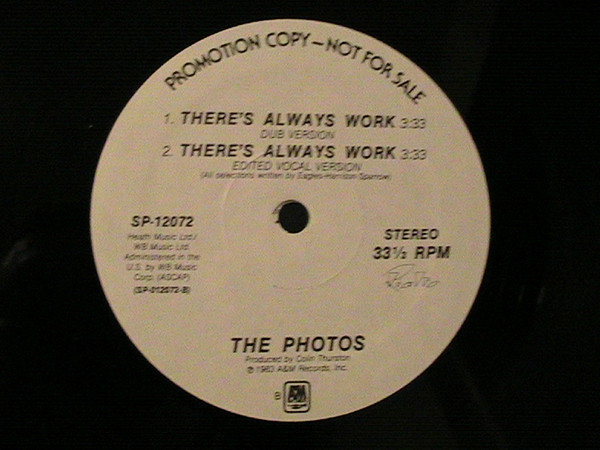 PROMOTION COPY—NOT FOR SALE
1. THERE'S ALWAYS WORK 3:33
DUB VERSION
2. THERE'S ALWAYS WORK 3:33
EDITED VOCAL VERSION
(All selections written by Eagles-Harrison-Sparrow)
SP-12072
Heath Music Ltd./
WB Music Ltd.
Administered in the
U.S. by WB Music
Corp. (ASCAP)
(SP-012072-B)
STEREO
33⅓ RPM
THE PHOTOS
Produced by Colin Thurston
℗ 1983 A&M Records, Inc.
B
A&M